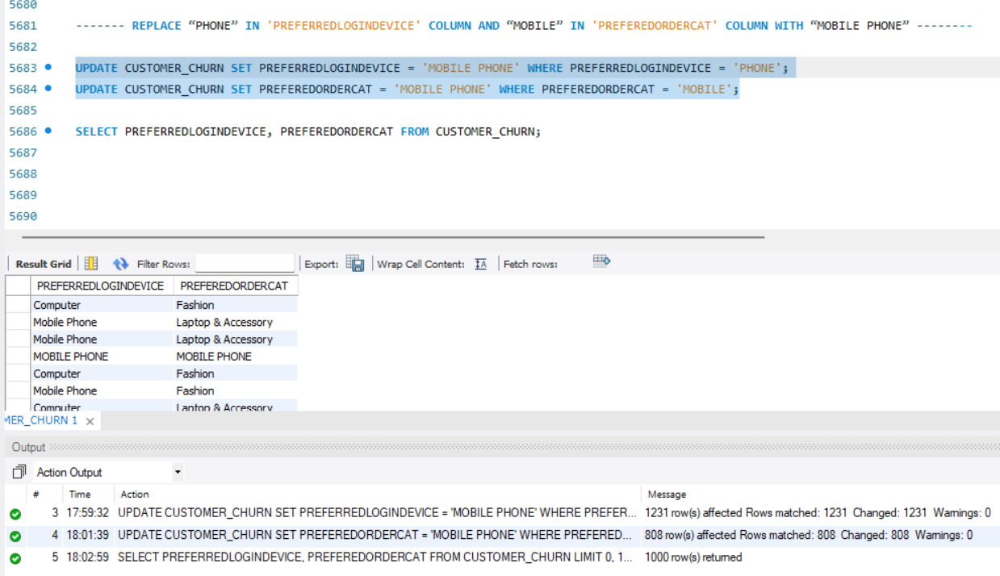 5680
5681 ------- REPLACE “PHONE” IN 'PREFERREDLOGINDEVICE' COLUMN AND “MOBILE” IN 'PREFEREDORDERCAT' COLUMN WITH “MOBILE PHONE” --------
5682
5683 UPDATE CUSTOMER_CHURN SET PREFERREDLOGINDEVICE = 'MOBILE PHONE' WHERE PREFERREDLOGINDEVICE = 'PHONE';
5684 UPDATE CUSTOMER_CHURN SET PREFEREDORDERCAT = 'MOBILE PHONE' WHERE PREFEREDORDERCAT = 'MOBILE';
5685
5686 SELECT PREFERREDLOGINDEVICE, PREFEREDORDERCAT FROM CUSTOMER_CHURN;
5687
5688
5689
5690
Result Grid Filter Rows: Export: Wrap Cell Content: IA Fetch rows:
PREFERREDLOGINDEVICE PREFEREDORDERCAT
Computer Fashion
Mobile Phone Laptop & Accessory
Mobile Phone Laptop & Accessory
MOBILE PHONE MOBILE PHONE
Computer Fashion
Mobile Phone Fashion
Computer Laptop & Accessory
MER_CHURN 1 ×
Output
Action Output
# Time Action Message
3 17:59:32 UPDATE CUSTOMER_CHURN SET PREFERREDLOGINDEVICE = 'MOBILE PHONE' WHERE PREFER... 1231 row(s) affected Rows matched: 1231 Changed: 1231 Warnings: 0
4 18:01:39 UPDATE CUSTOMER_CHURN SET PREFEREDORDERCAT = 'MOBILE PHONE' WHERE PREFERED... 808 row(s) affected Rows matched: 808 Changed: 808 Warnings: 0
5 18:02:59 SELECT PREFERREDLOGINDEVICE, PREFEREDORDERCAT FROM CUSTOMER_CHURN LIMIT 0, 1... 1000 row(s) returned